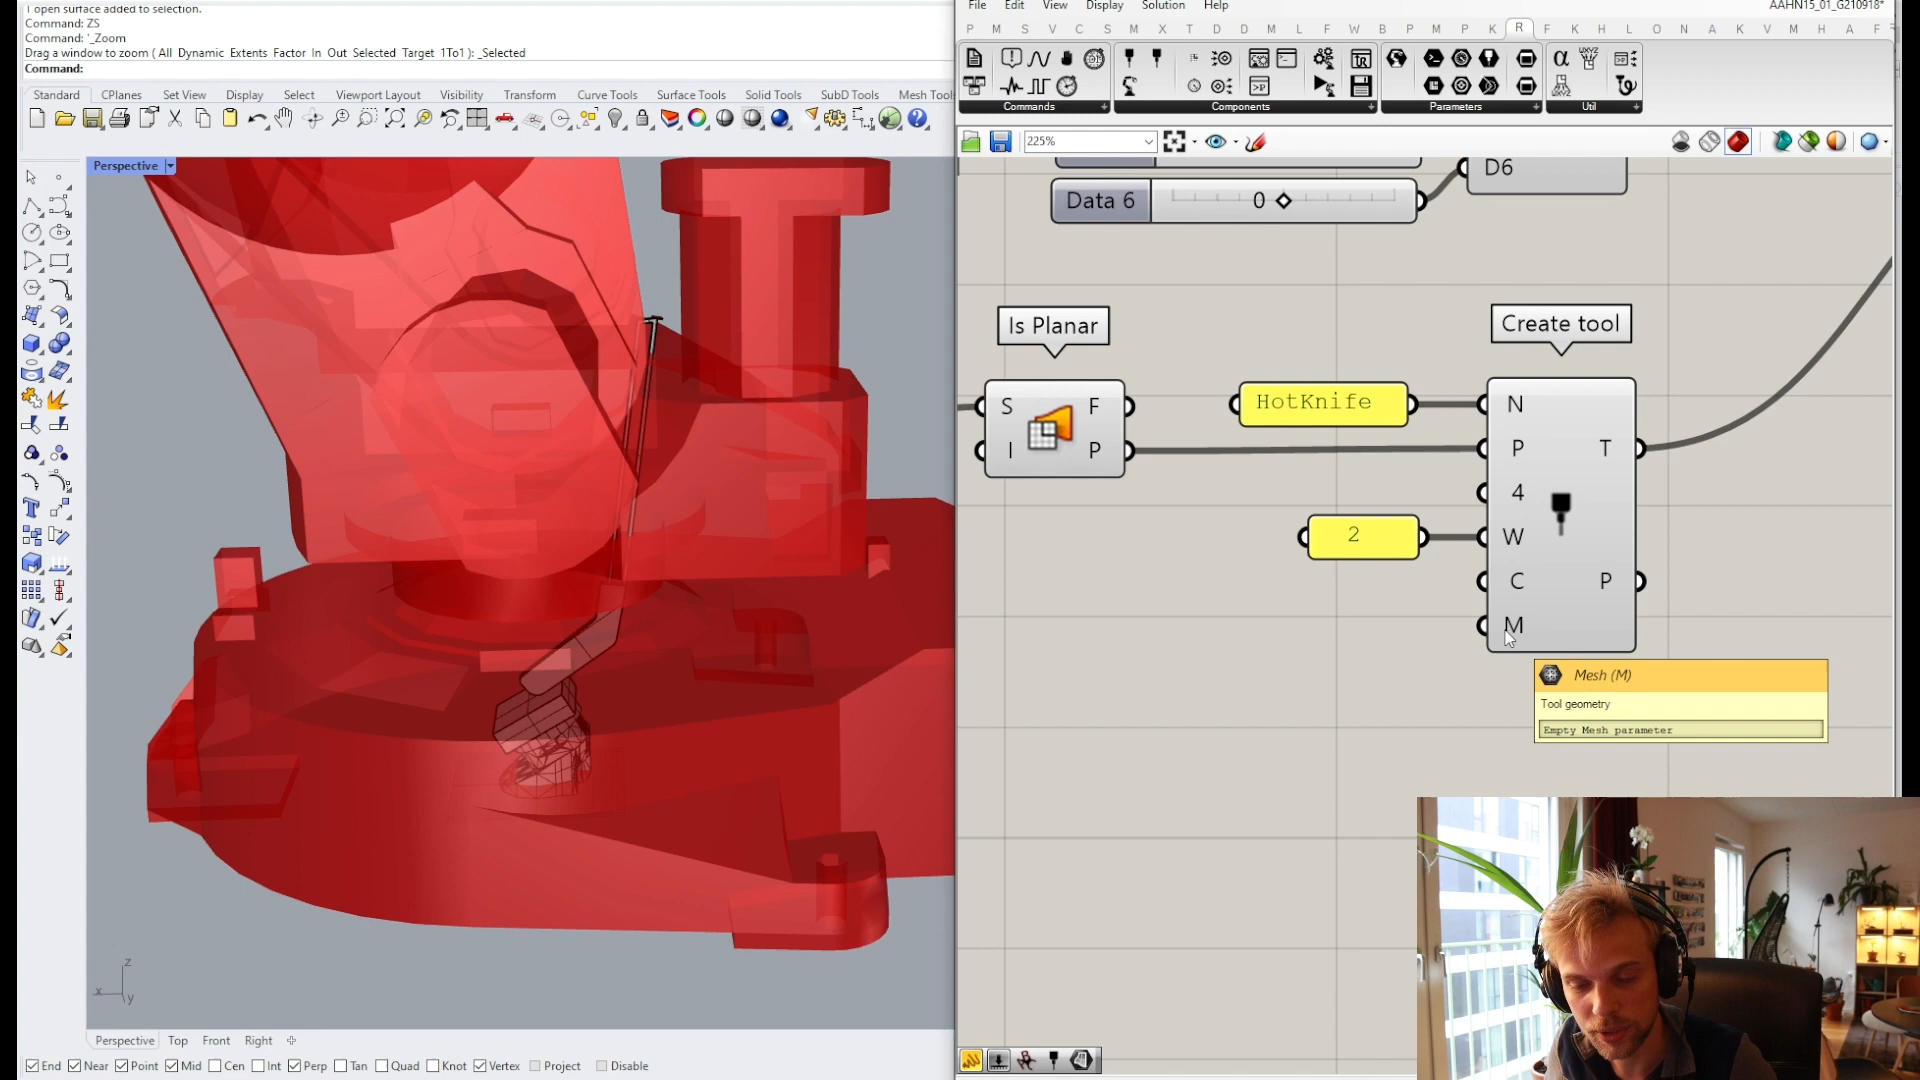 1 open surface added to selection.
Command: ZS
Command: '_Zoom
Drag a window to zoom ( All Dynamic Extents Factor In Out Selected Target 1To1 ): _Selected
Command:
Standard CPlanes Set View Display Select Viewport Layout Visibility Transform Curve Tools Surface Tools Solid Tools SubD Tools Mesh Tool
Perspective
z
x
y
Perspective Top Front Right
End Near Point Mid Cen Int Perp Tan Quad Knot Vertex Project Disable
File Edit View Display Solution Help
AAHN15_01_G210918*
P M S V C S M X T D D M L F W B P M P K R F K H L O N A K V M H A F
Commands Components Parameters Util
225%
D6
Data 6 0
Is Planar
S F
I P
HotKnife
2
Create tool
N
P T
4
W
C P
M
Mesh (M)
Tool geometry
Empty Mesh parameter